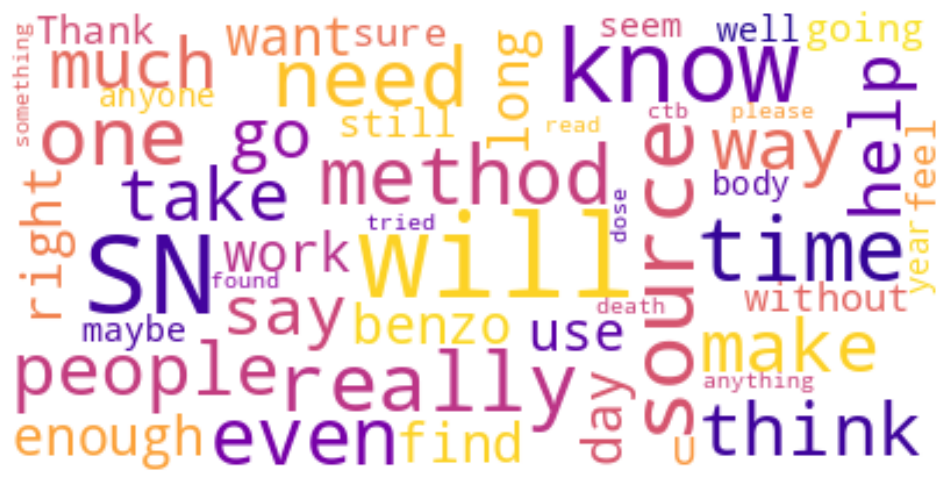 something
Thank
much
anyone
want
sure
need
long
know
seem
well
going
one
go
still
read
ctb
please
way
help
feel
right
take
method
source
body
SN
tried
dose
time
year
work
will
found
say
maybe
benzo
use
death
without
people
really
make
anything
enough
even
find
day
u
think